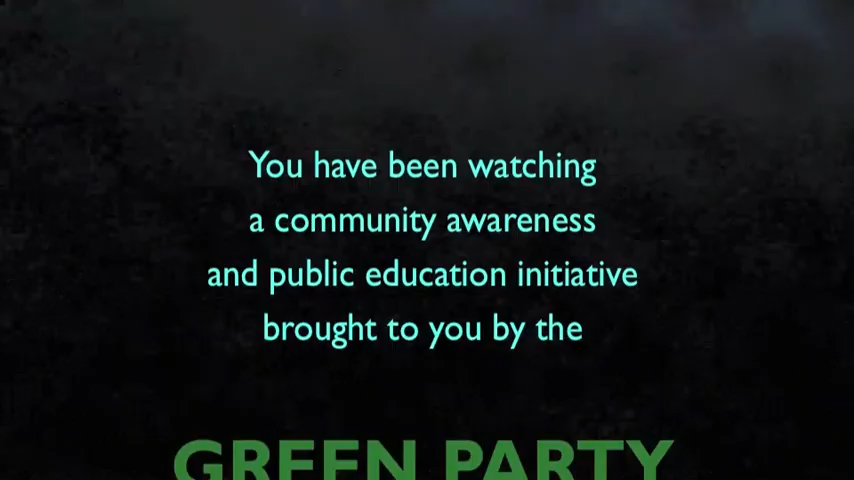 You have been watching
a community awareness
and public education initiative
brought to you by the
GREEN PARTY